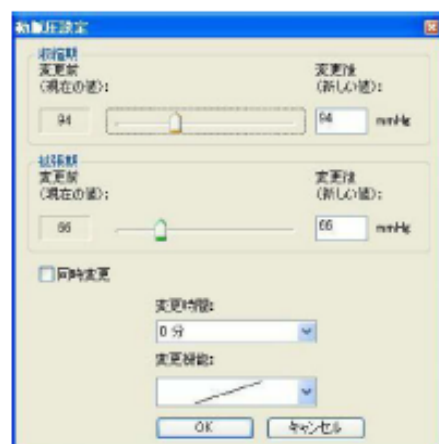 動脈圧設定
収縮期
変更前 変更後
(現在の値): (新しい値):
94 94 mmHg
拡張期
変更前 変更後
(現在の値): (新しい値):
66 66 mmHg
同時変更
変更時間:
0 分
変更機能:
OK キャンセル